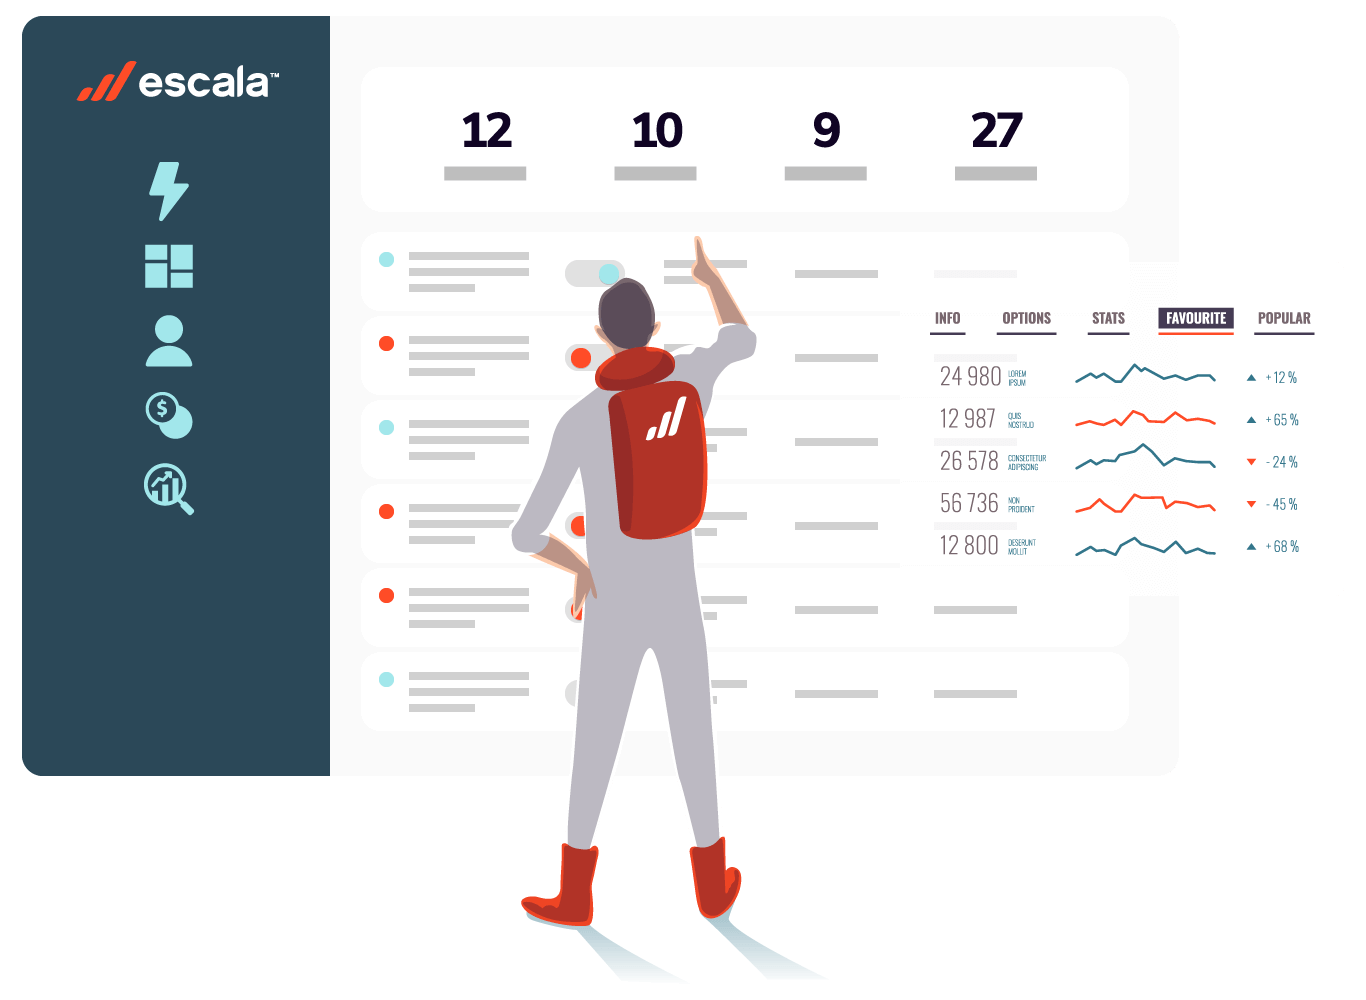 escala™
12 10 9 27
INFO OPTIONS STATS FAVOURITE POPULAR
24 980 LOREM IPSUM +12 %
12 987 QUIS NOSTRUD +65 %
26 578 CONSECTETUR ADIPISCING -24 %
56 736 NON PROIDENT -45 %
12 800 DESERUNT MOLLIT +68 %
$